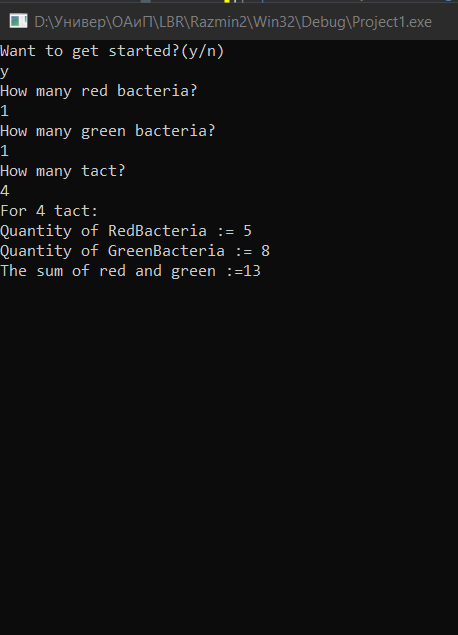 D:\Универ\ОАиП\LBR\Razmin2\Win32\Debug\Project1.exe
Want to get started?(y/n)
y
How many red bacteria?
1
How many green bacteria?
1
How many tact?
4
For 4 tact:
Quantity of RedBacteria := 5
Quantity of GreenBacteria := 8
The sum of red and green :=13